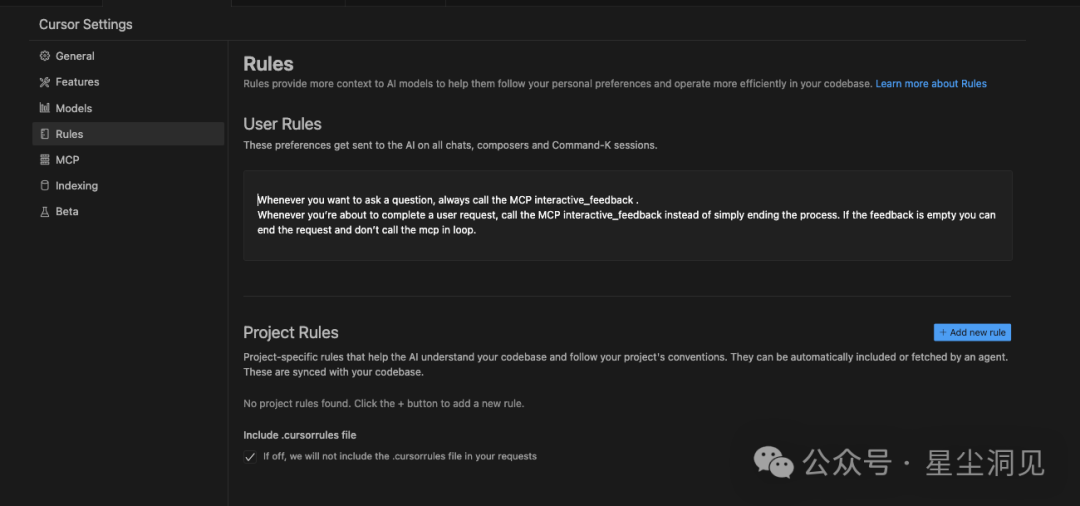 Cursor Settings
General
Features
Models
Rules
MCP
Indexing
Beta
Rules
Rules provide more context to AI models to help them follow your personal preferences and operate more efficiently in your codebase. Learn more about Rules
User Rules
These preferences get sent to the AI on all chats, composers and Command-K sessions.
Whenever you want to ask a question, always call the MCP interactive_feedback .
Whenever you're about to complete a user request, call the MCP interactive_feedback instead of simply ending the process. If the feedback is empty you can
end the request and don't call the mcp in loop.
Project Rules
+ Add new rule
Project-specific rules that help the AI understand your codebase and follow your project's conventions. They can be automatically included or fetched by an agent.
These are synced with your codebase.
No project rules found. Click the + button to add a new rule.
Include .cursorrules file
If off, we will not include the .cursorrules file in your requests
公众号 · 星尘洞见